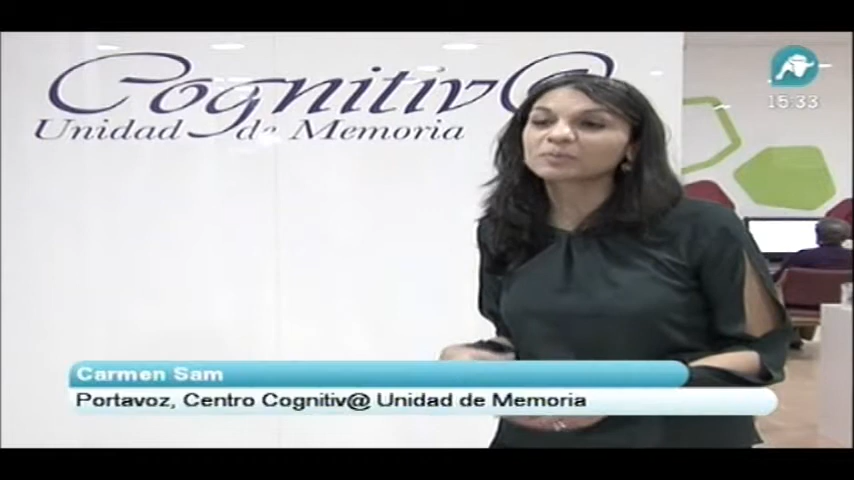 Cognitiv@
Unidad de Memoria
15:33
Carmen Sam
Portavoz, Centro Cognitiv@ Unidad de Memoria